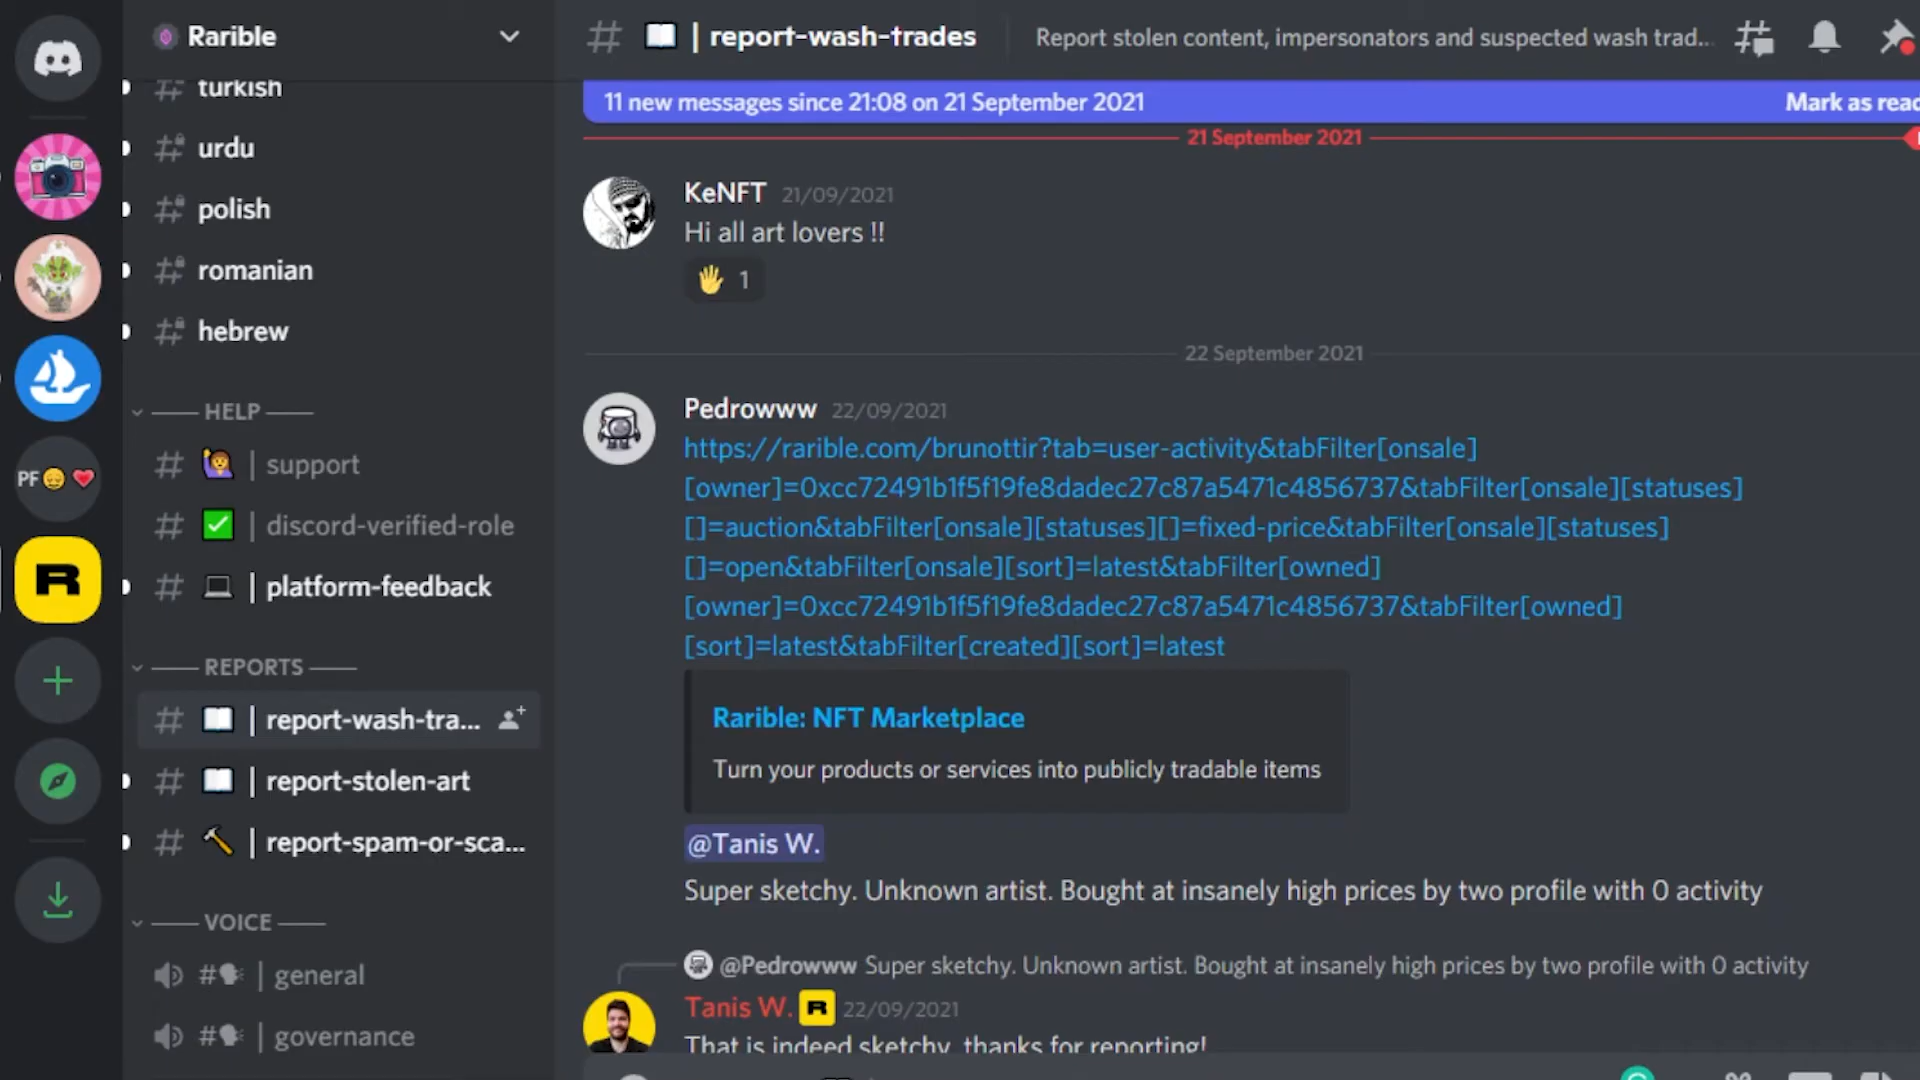 Rarible
turkish
urdu
polish
romanian
hebrew
HELP
| support
| discord-verified-role
| platform-feedback
REPORTS
| report-wash-tra...
| report-stolen-art
| report-spam-or-sca...
VOICE
# | general
# | governance
PF
R
# | report-wash-trades
Report stolen content, impersonators and suspected wash trad...
11 new messages since 21:08 on 21 September 2021
Mark as read
21 September 2021
KeNFT 21/09/2021
Hi all art lovers !!
1
22 September 2021
Pedrowww 22/09/2021
https://rarible.com/brunottir?tab=user-activity&tabFilter[onsale]
[owner]=0xcc72491b1f5f19fe8dadec27c87a5471c4856737&tabFilter[onsale][statuses]
[]=auction&tabFilter[onsale][statuses][]=fixed-price&tabFilter[onsale][statuses]
[]=open&tabFilter[onsale][sort]=latest&tabFilter[owned]
[owner]=0xcc72491b1f5f19fe8dadec27c87a5471c4856737&tabFilter[owned]
[sort]=latest&tabFilter[created][sort]=latest
Rarible: NFT Marketplace
Turn your products or services into publicly tradable items
@Tanis W.
Super sketchy. Unknown artist. Bought at insanely high prices by two profile with 0 activity
@Pedrowww Super sketchy. Unknown artist. Bought at insanely high prices by two profile with 0 activity
Tanis W. R 22/09/2021
That is indeed sketchy, thanks for reporting!